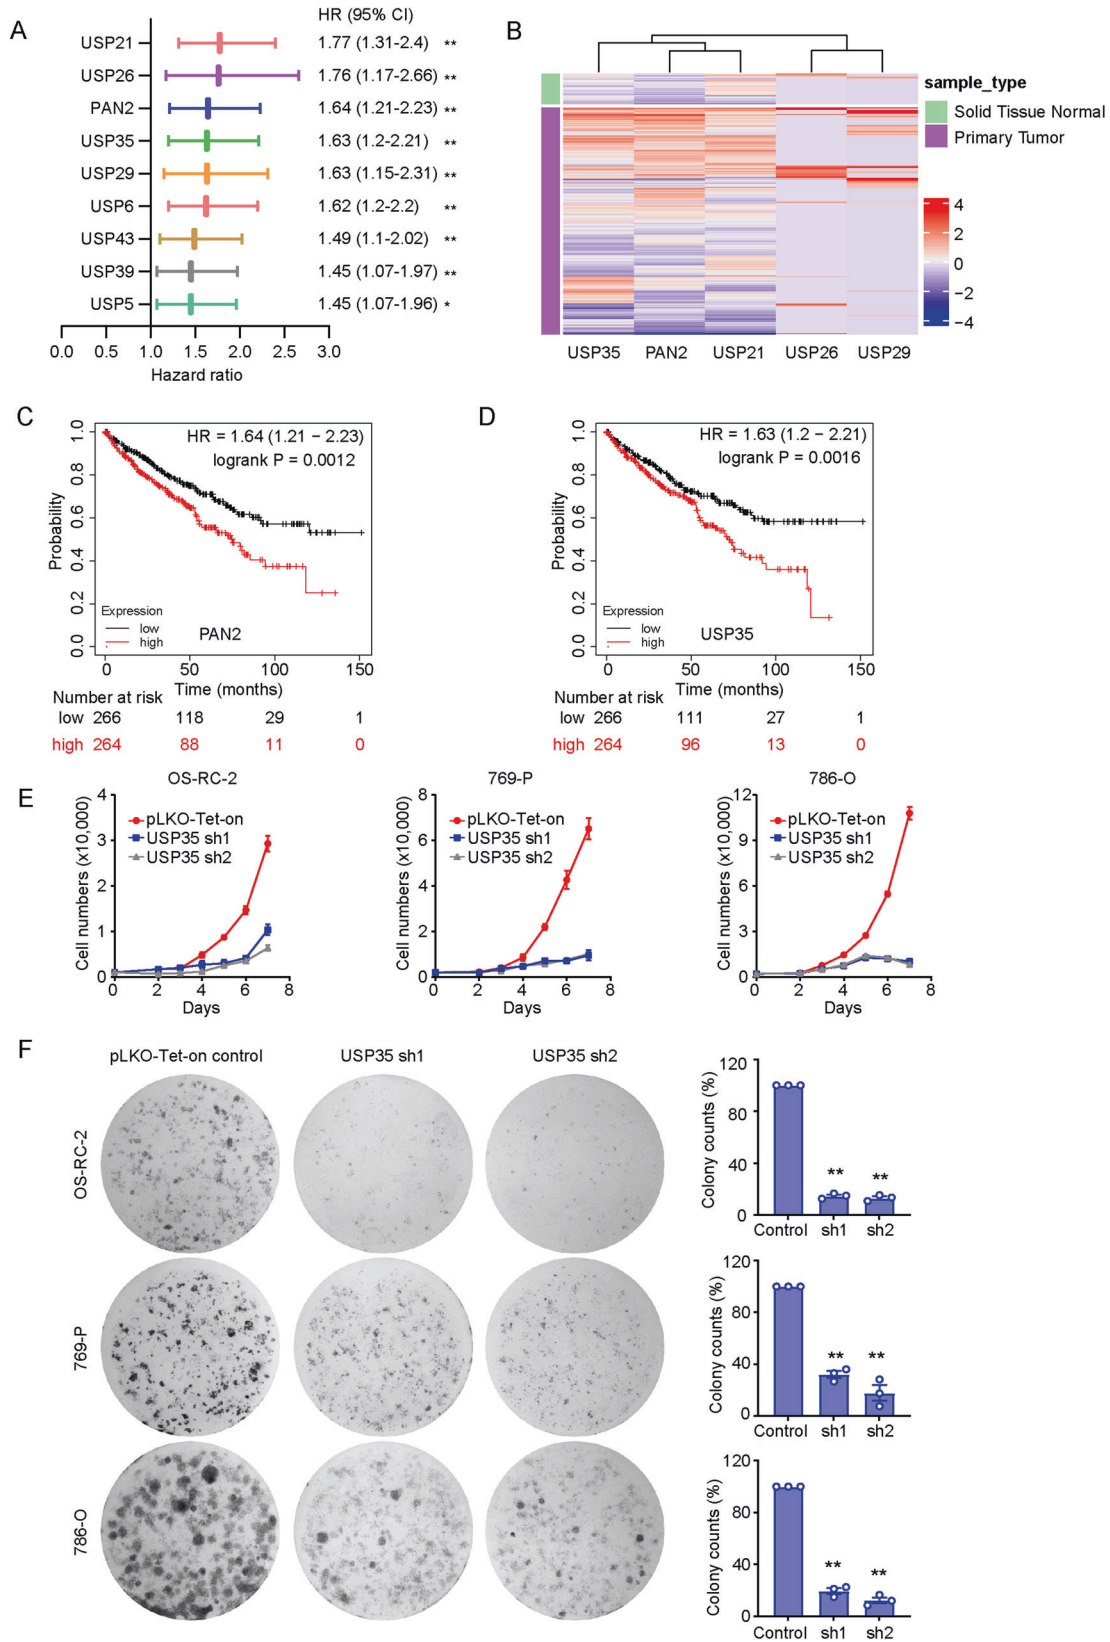 A
HR (95% CI)
USP21 1.77 (1.31-2.4) **
USP26 1.76 (1.17-2.66) **
PAN2 1.64 (1.21-2.23) **
USP35 1.63 (1.2-2.21) **
USP29 1.63 (1.15-2.31) **
USP6 1.62 (1.2-2.2) **
USP43 1.49 (1.1-2.02) **
USP39 1.45 (1.07-1.97) **
USP5 1.45 (1.07-1.96) *
0.0 0.5 1.0 1.5 2.0 2.5 3.0
Hazard ratio
B
sample_type
Solid Tissue Normal
Primary Tumor
4
2
0
−2
−4
USP35 PAN2 USP21 USP26 USP29
C
HR = 1.64 (1.21 − 2.23)
logrank P = 0.0012
Probability
1.0
0.8
0.6
0.4
0.2
0.0
Expression
low
high
PAN2
0 50 100 150
Time (months)
Number at risk
low 266 118 29 1
high 264 88 11 0
D
HR = 1.63 (1.2 − 2.21)
logrank P = 0.0016
Probability
1.0
0.8
0.6
0.4
0.2
0.0
Expression
low
high
USP35
0 50 100 150
Time (months)
Number at risk
low 266 111 27 1
high 264 96 13 0
E
OS-RC-2
Cell numbers (x10,000)
4
3
2
1
0
pLKO-Tet-on
USP35 sh1
USP35 sh2
0 2 4 6 8
Days
769-P
Cell numbers (x10,000)
8
6
4
2
0
pLKO-Tet-on
USP35 sh1
USP35 sh2
0 2 4 6 8
Days
786-O
Cell numbers (x10,000)
12
9
6
3
0
pLKO-Tet-on
USP35 sh1
USP35 sh2
0 2 4 6 8
Days
F
pLKO-Tet-on control USP35 sh1 USP35 sh2
OS-RC-2
Colony counts (%)
120
80
40
0
** **
Control sh1 sh2
769-P
Colony counts (%)
120
80
40
0
** **
Control sh1 sh2
786-O
Colony counts (%)
120
80
40
0
** **
Control sh1 sh2